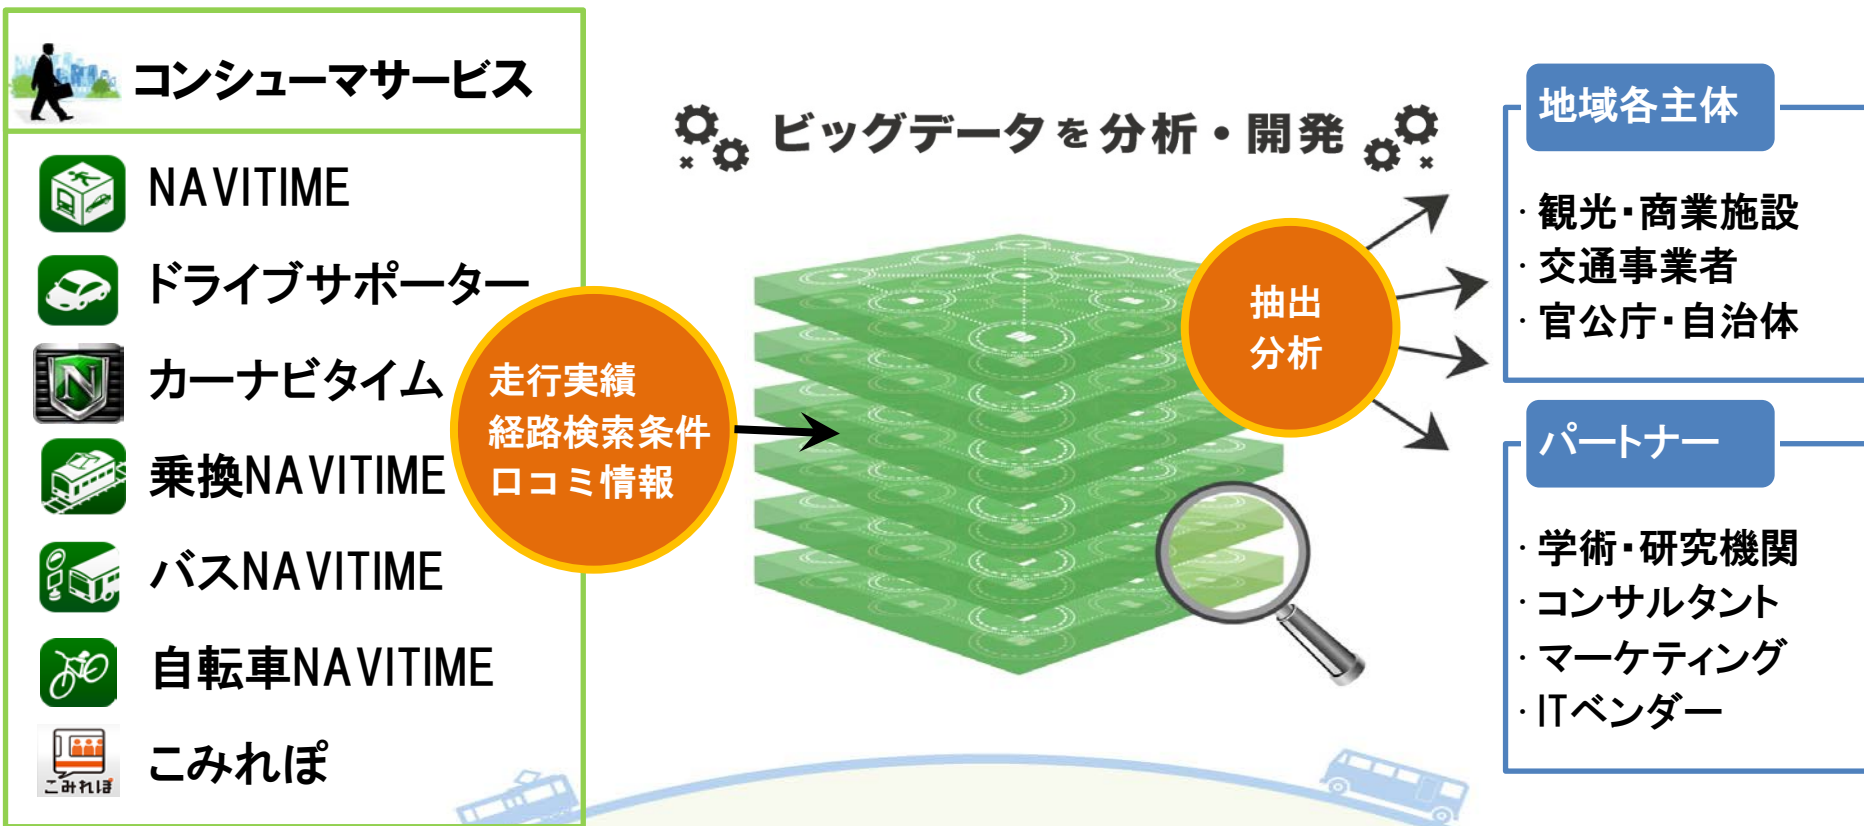 コンシューマサービス
NAVITIME
ドライブサポーター
カーナビタイム
乗換NAVITIME
バスNAVITIME
自転車NAVITIME
こみれぽ
こみれぽ
走行実績
経路検索条件
口コミ情報
ビッグデータを分析・開発
抽出
分析
地域各主体
・観光・商業施設
・交通事業者
・官公庁・自治体
パートナー
・学術・研究機関
・コンサルタント
・マーケティング
・ITベンダー